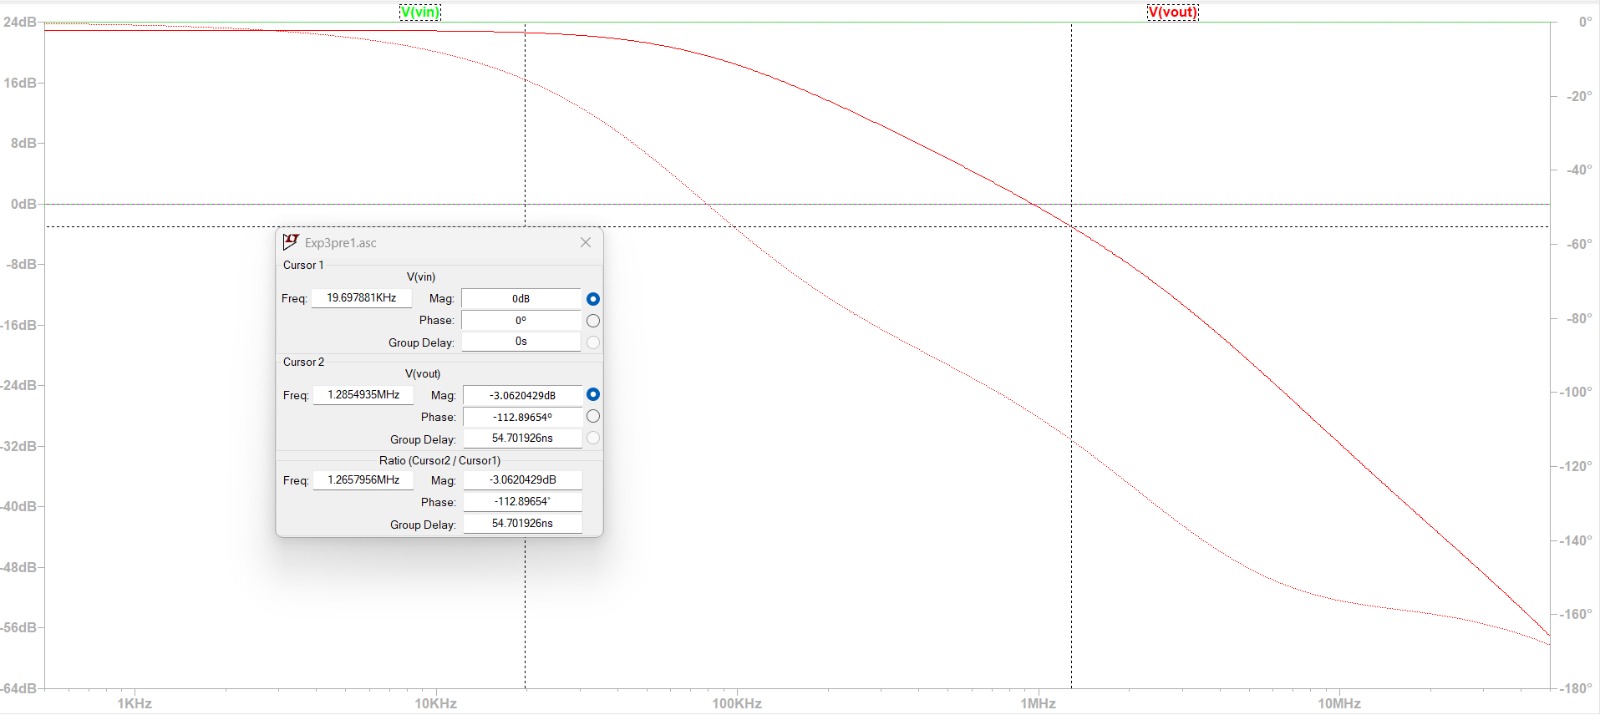 V(vin) V(vout)
24dB 0°
16dB -20°
8dB -40°
0dB
-8dB -60°
-16dB -80°
-24dB -100°
-32dB -120°
-40dB -140°
-48dB
-56dB -160°
-64dB -180°
1KHz 10KHz 100KHz 1MHz 10MHz
Exp3pre1.asc
Cursor 1
V(vin)
Freq: 19.697881KHz Mag: 0dB
Phase: 0º
Group Delay: 0s
Cursor 2
V(vout)
Freq: 1.2854935MHz Mag: -3.0620429dB
Phase: -112.89654º
Group Delay: 54.701926ns
Ratio (Cursor2 / Cursor1)
Freq: 1.2657956MHz Mag: -3.0620429dB
Phase: -112.89654°
Group Delay: 54.701926ns